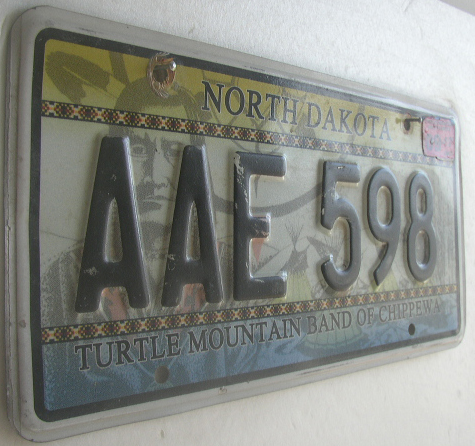 NORTH DAKOTA
AAE 598
TURTLE MOUNTAIN BAND OF CHIPPEWA